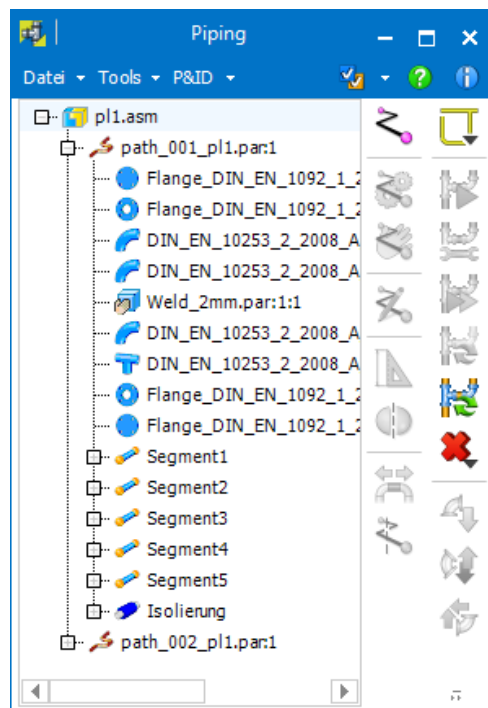 Piping
Datei Tools P&ID
pl1.asm
path_001_pl1.par:1
Flange_DIN_EN_1092_1_2
Flange_DIN_EN_1092_1_2
DIN_EN_10253_2_2008_A
DIN_EN_10253_2_2008_A
Weld_2mm.par:1:1
DIN_EN_10253_2_2008_A
DIN_EN_10253_2_2008_A
Flange_DIN_EN_1092_1_2
Flange_DIN_EN_1092_1_2
Segment1
Segment2
Segment3
Segment4
Segment5
Isolierung
path_002_pl1.par:1